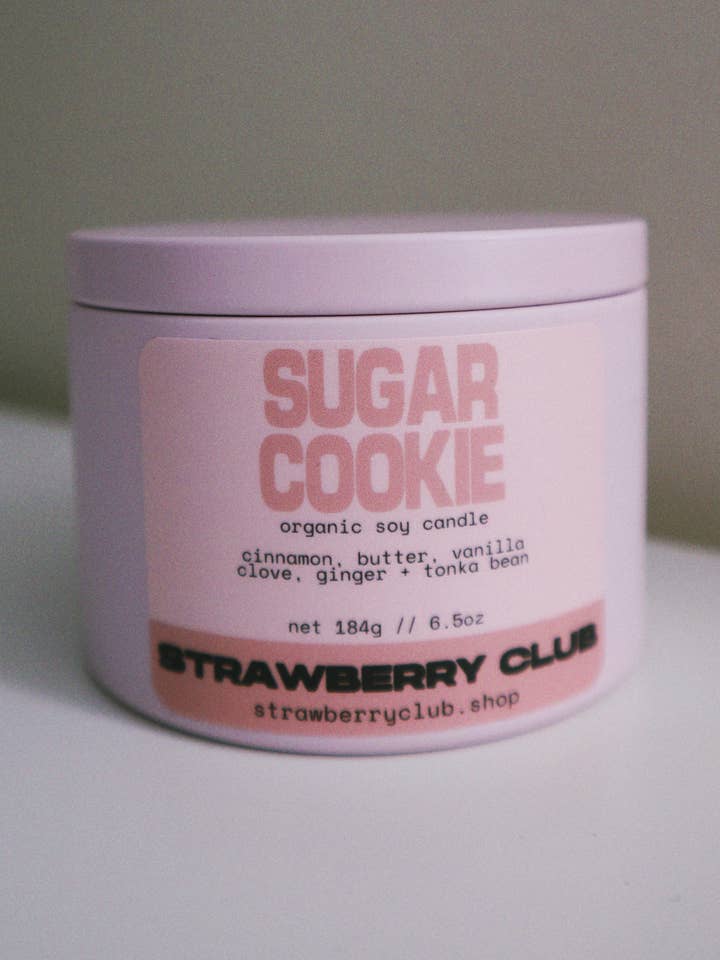 SUGAR
COOKIE
organic soy candle
cinnamon, butter, vanilla
clove, ginger + tonka bean
net 184g // 6.5oz
STRAWBERRY CLUB
strawberryclub.shop